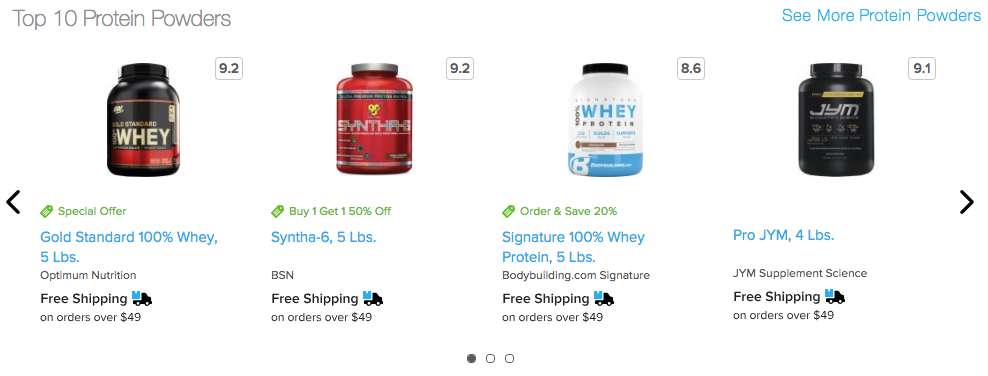 Top 10 Protein Powders
See More Protein Powders
9.2
9.2
8.6
9.1
GOLD STANDARD
WHEY
SYNTHA-6
SIGNATURE
100% WHEY
PROTEIN
JYM
Special Offer
Buy 1 Get 1 50% Off
Order & Save 20%
Gold Standard 100% Whey,
5 Lbs.
Syntha-6, 5 Lbs.
Signature 100% Whey
Protein, 5 Lbs.
Pro JYM, 4 Lbs.
Optimum Nutrition
BSN
Bodybuilding.com Signature
JYM Supplement Science
Free Shipping
on orders over $49
Free Shipping
on orders over $49
Free Shipping
on orders over $49
Free Shipping
on orders over $49